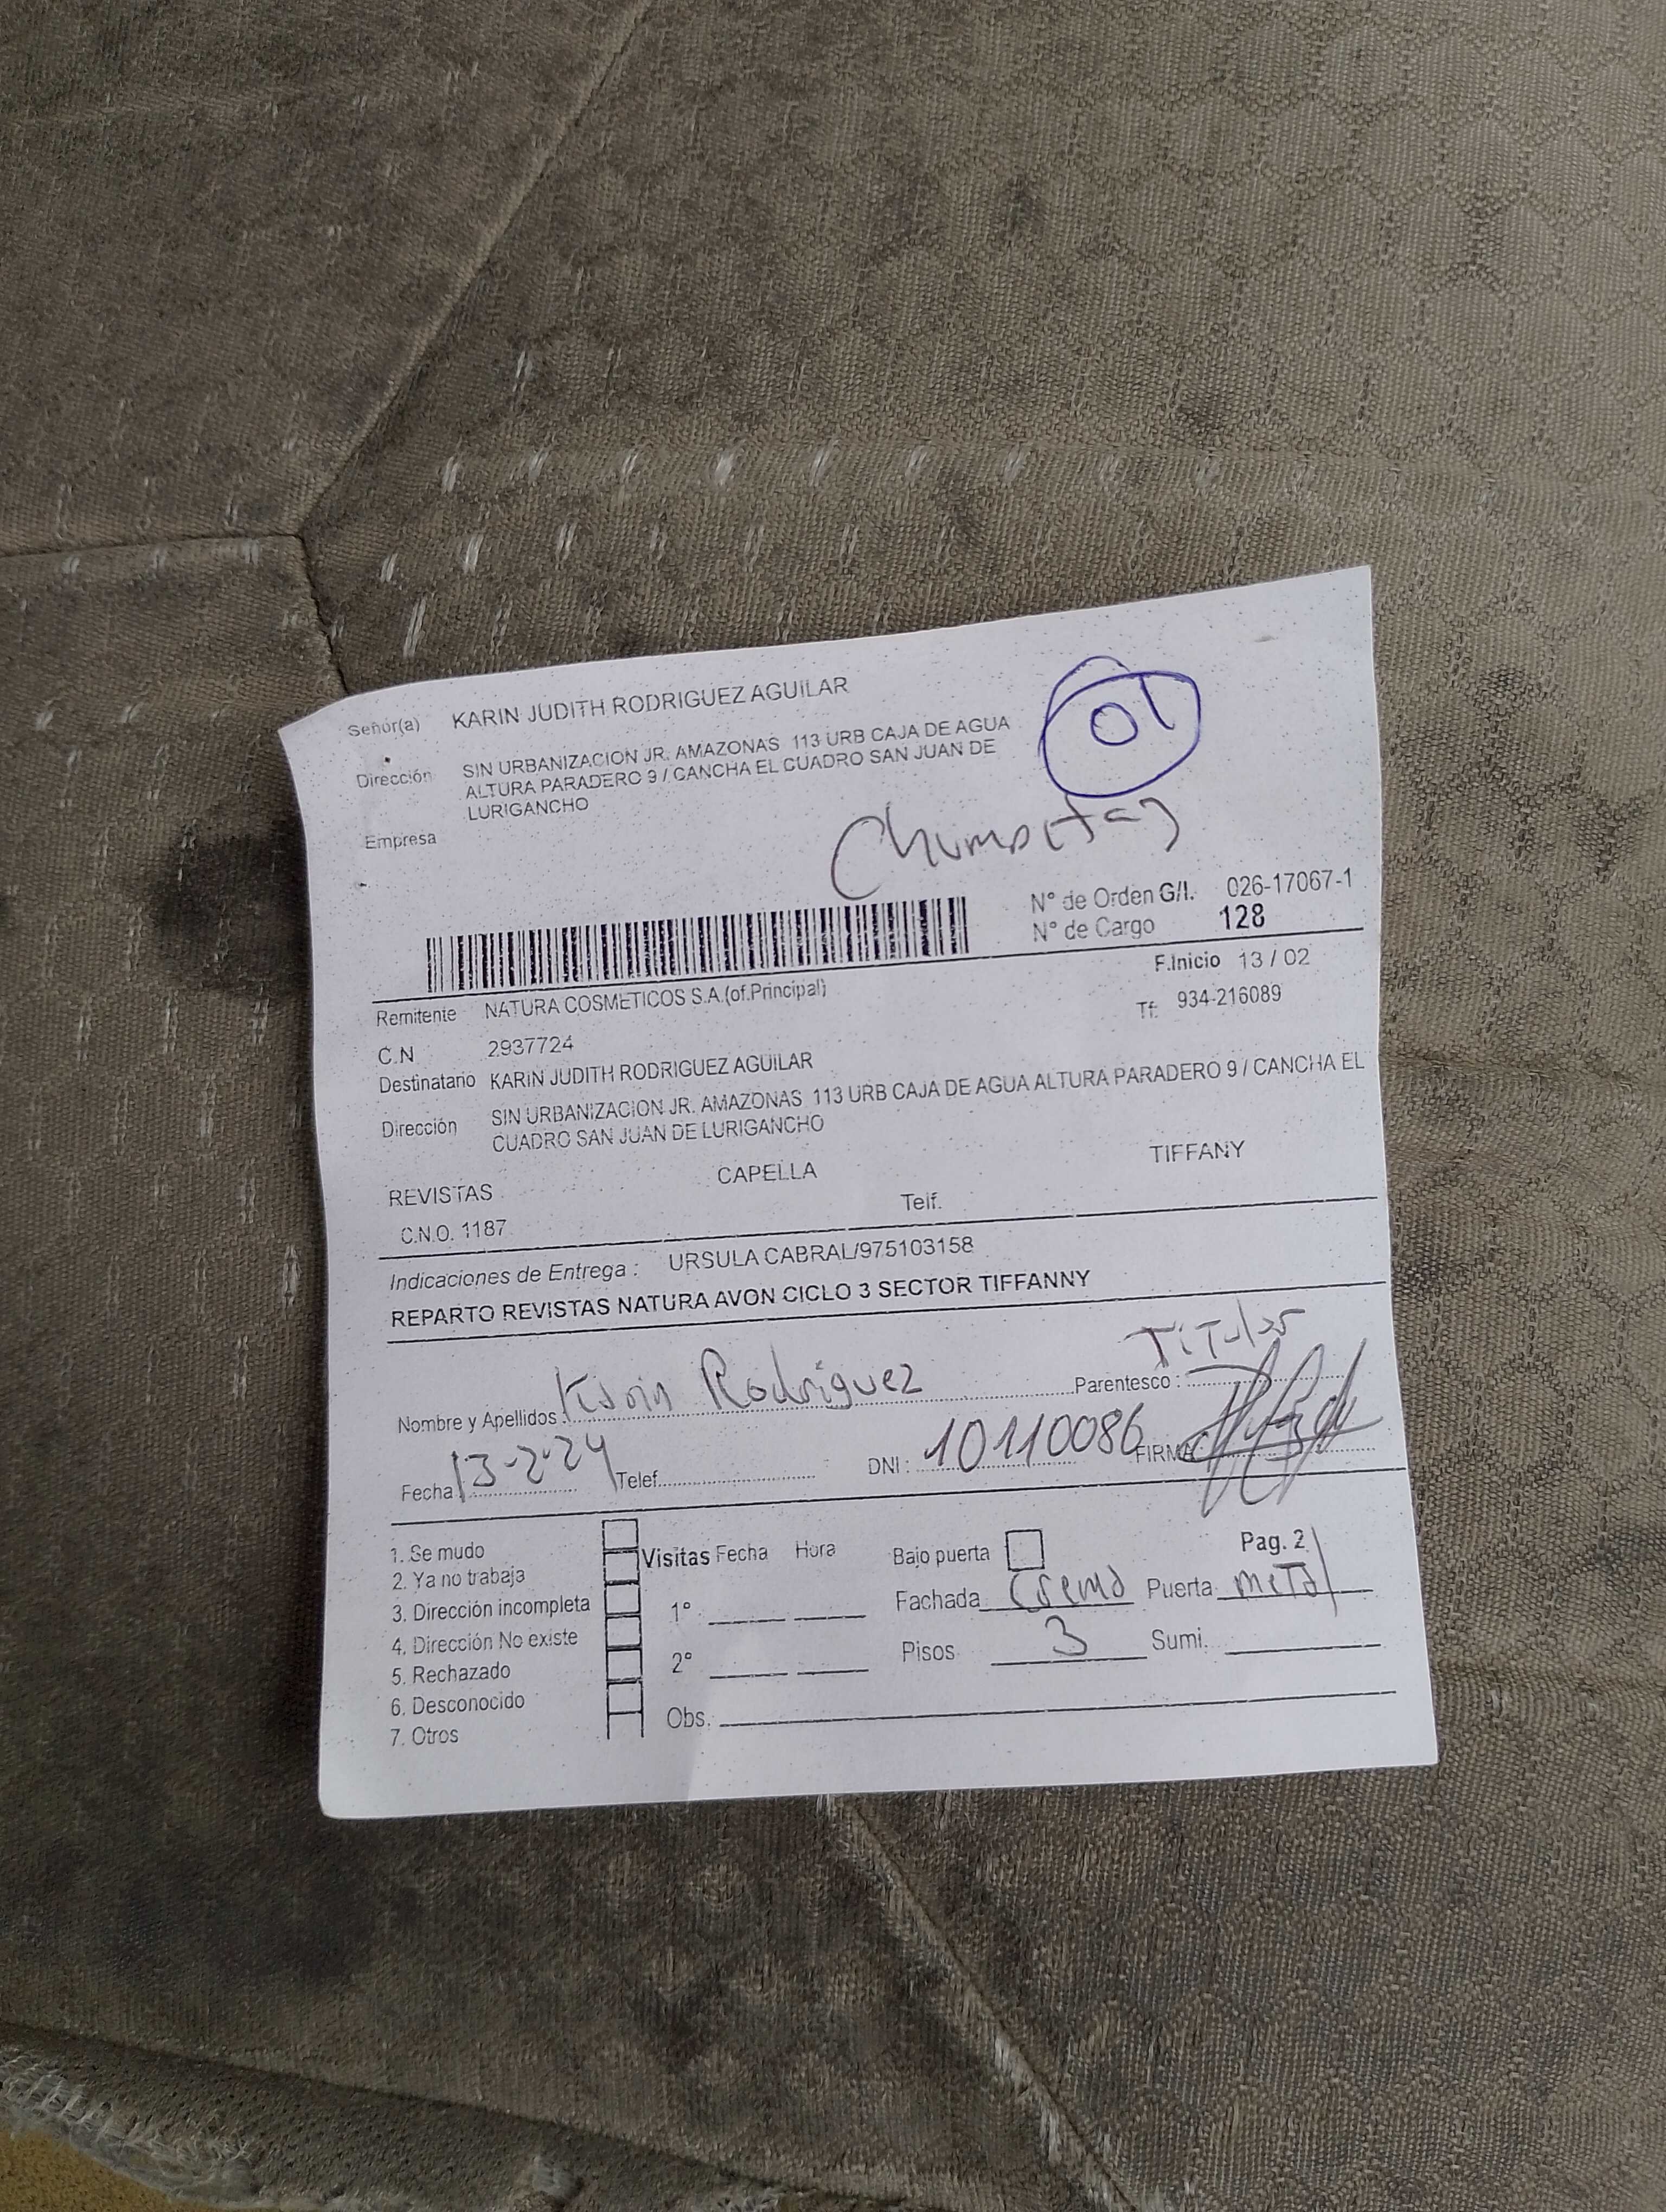 Señor(a) KARIN JUDITH RODRIGUEZ AGUILAR
Dirección SIN URBANIZACION JR. AMAZONAS 113 URB CAJA DE AGUA
ALTURA PARADERO 9 / CANCHA EL CUADRO SAN JUAN DE
LURIGANCHO
01
Empresa
N° de Orden G/I. 026-17067-1
N° de Cargo 128
F.Inicio 13 / 02
Remitente NATURA COSMETICOS S.A.(of.Principal)
Tf: 934-216089
C.N 2937724
Destinatario KARIN JUDITH RODRIGUEZ AGUILAR
Dirección SIN URBANIZACION JR. AMAZONAS 113 URB CAJA DE AGUA ALTURA PARADERO 9 / CANCHA EL
CUADRO SAN JUAN DE LURIGANCHO
REVISTAS CAPELLA TIFFANY
C.N.O. 1187 Telf.
Indicaciones de Entrega : URSULA CABRAL/975103158
REPARTO REVISTAS NATURA AVON CICLO 3 SECTOR TIFFANNY
Nombre y Apellidos : Karin Rodriguez Parentesco : Titular
Fecha 13-2-24 Telef. DNI : 10110086 FIRMA
1. Se mudo
2. Ya no trabaja
3. Dirección incompleta
4. Dirección No existe
5. Rechazado
6. Desconocido
7. Otros
Visitas Fecha Hora
1°
2°
Obs.
Bajo puerta Pag. 2
Fachada Crema Puerta metal
Pisos 3 Sumi.